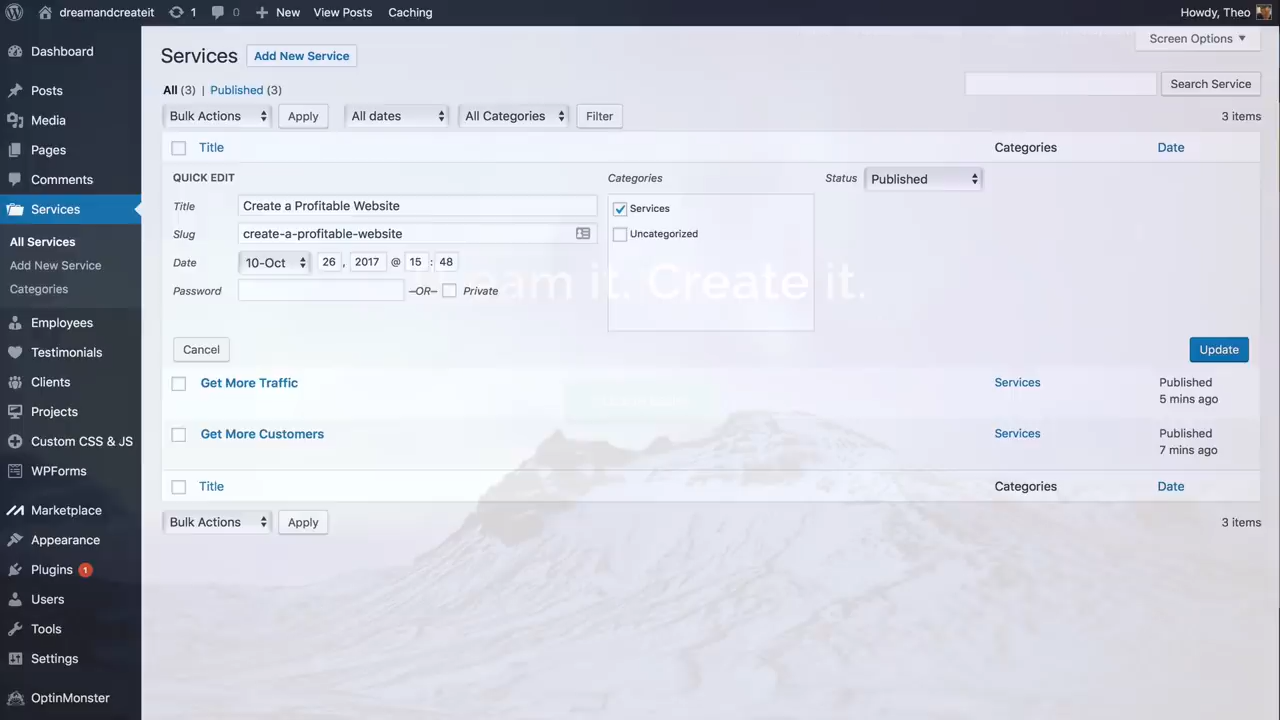 dreamandcreateit 1 0 New View Posts Caching Howdy, Theo
Dashboard
Posts
Media
Pages
Comments
Services
All Services
Add New Service
Categories
Employees
Testimonials
Clients
Projects
Custom CSS & JS
WPForms
Marketplace
Appearance
Plugins 1
Users
Tools
Settings
OptinMonster
Screen Options
Services Add New Service
All (3) | Published (3)
Search Service
Bulk Actions Apply All dates All Categories Filter 3 items
Title Categories Date
QUICK EDIT Categories Status Published
Title Create a Profitable Website Services
Slug create-a-profitable-website Uncategorized
Date 10-Oct 26 , 2017 @ 15 : 48
Password –OR– Private
it. Create it.
Cancel Update
Get More Traffic Services Published
5 mins ago
Get More Customers Services Published
7 mins ago
Title Categories Date
Bulk Actions Apply 3 items